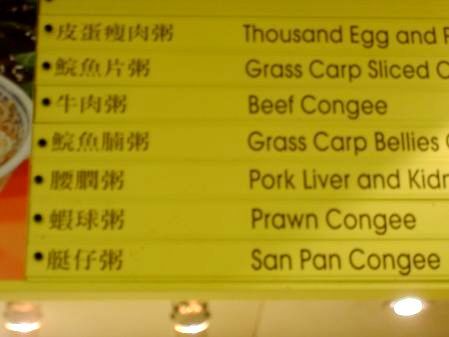 皮蛋瘦肉粥 Thousand Egg and
鯇魚片粥 Grass Carp Sliced
牛肉粥 Beef Congee
鯇魚腩粥 Grass Carp Bellies
腰膶粥 Pork Liver and
蝦球粥 Prawn Congee
艇仔粥 San Pan Congee